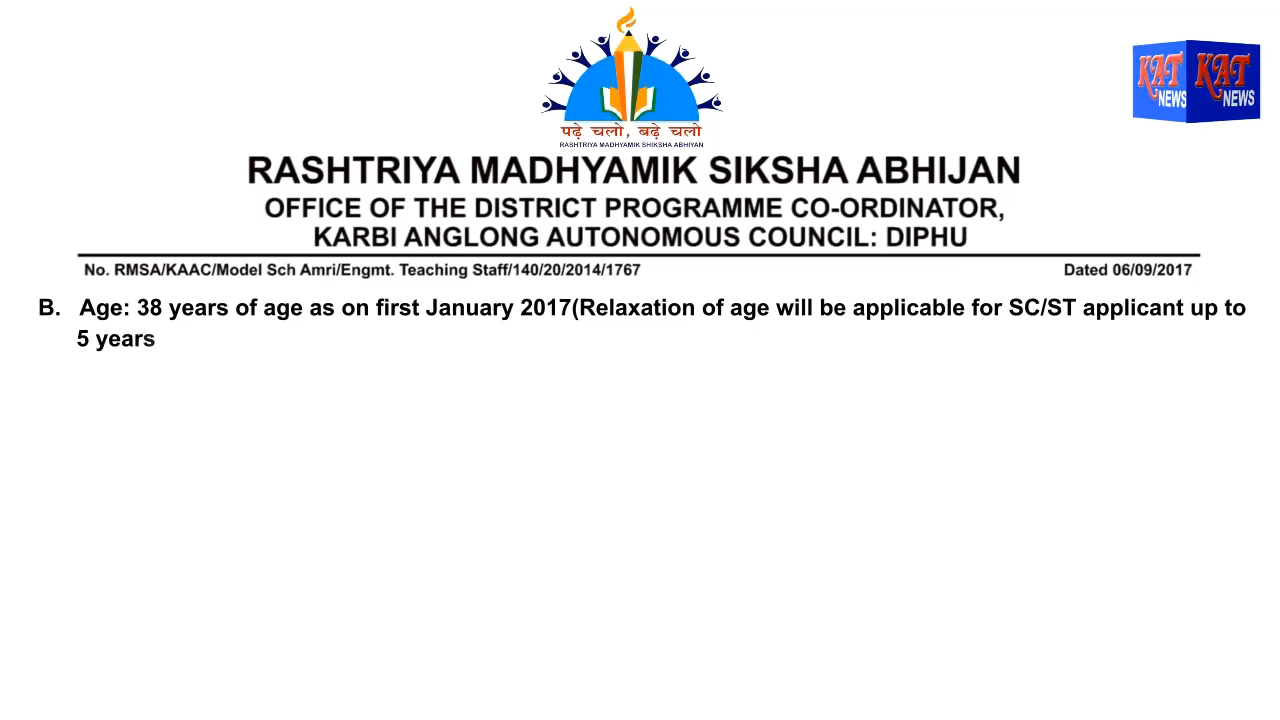 KAT NEWS KAT NEWS
पढ़े चलो, बढ़े चलो
RASHTRIYA MADHYAMIK SHIKSHA ABHIYAN
RASHTRIYA MADHYAMIK SIKSHA ABHIJAN
OFFICE OF THE DISTRICT PROGRAMME CO-ORDINATOR,
KARBI ANGLONG AUTONOMOUS COUNCIL: DIPHU
No. RMSA/KAAC/Model Sch Amri/Engmt. Teaching Staff/140/20/2014/1767 Dated 06/09/2017
B. Age: 38 years of age as on first January 2017(Relaxation of age will be applicable for SC/ST applicant up to
5 years